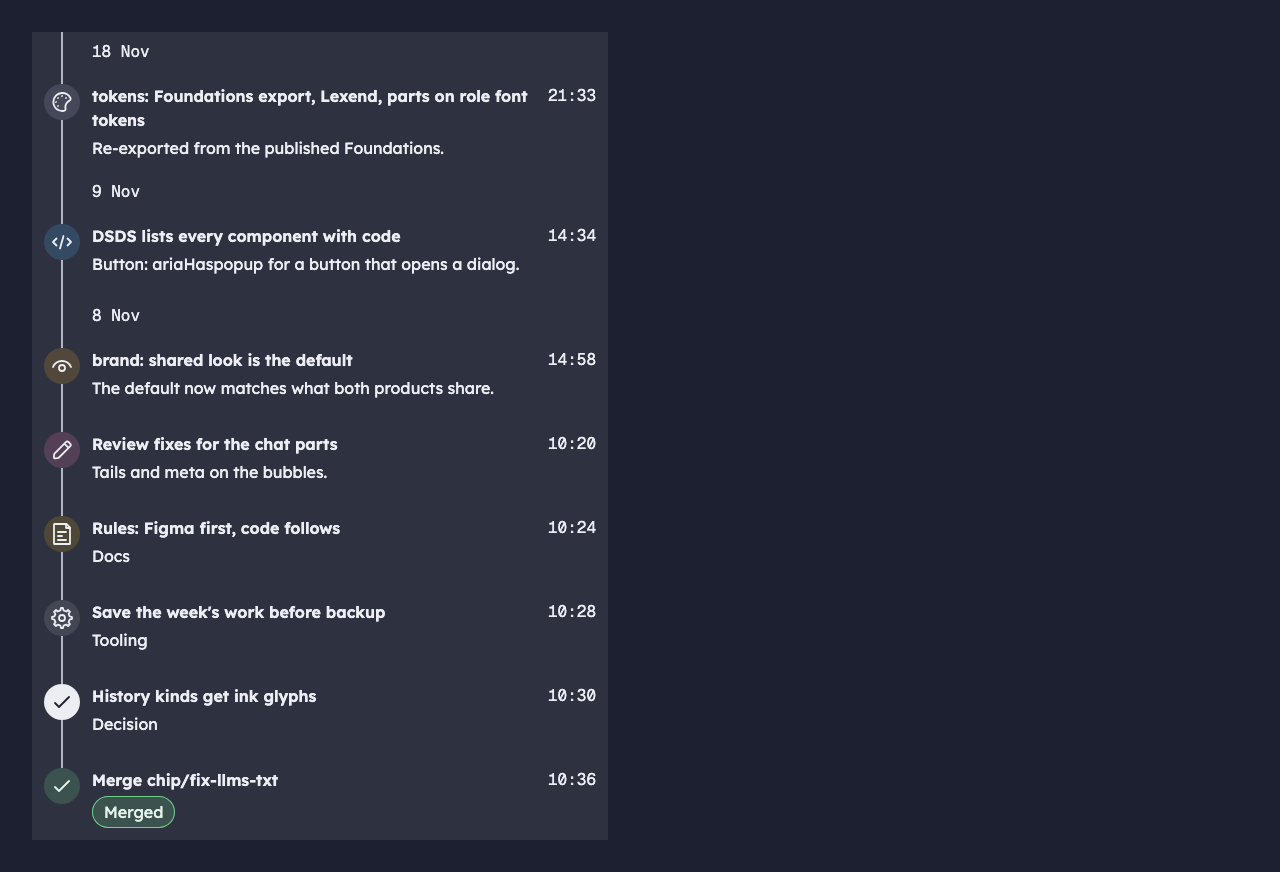 18 Nov
tokens: Foundations export, Lexend, parts on role font 21:33
tokens
Re-exported from the published Foundations.
9 Nov
DSDS lists every component with code 14:34
Button: ariaHaspopup for a button that opens a dialog.
8 Nov
brand: shared look is the default 14:58
The default now matches what both products share.
Review fixes for the chat parts 10:20
Tails and meta on the bubbles.
Rules: Figma first, code follows 10:24
Docs
Save the week's work before backup 10:28
Tooling
History kinds get ink glyphs 10:30
Decision
Merge chip/fix-llms-txt 10:36
Merged